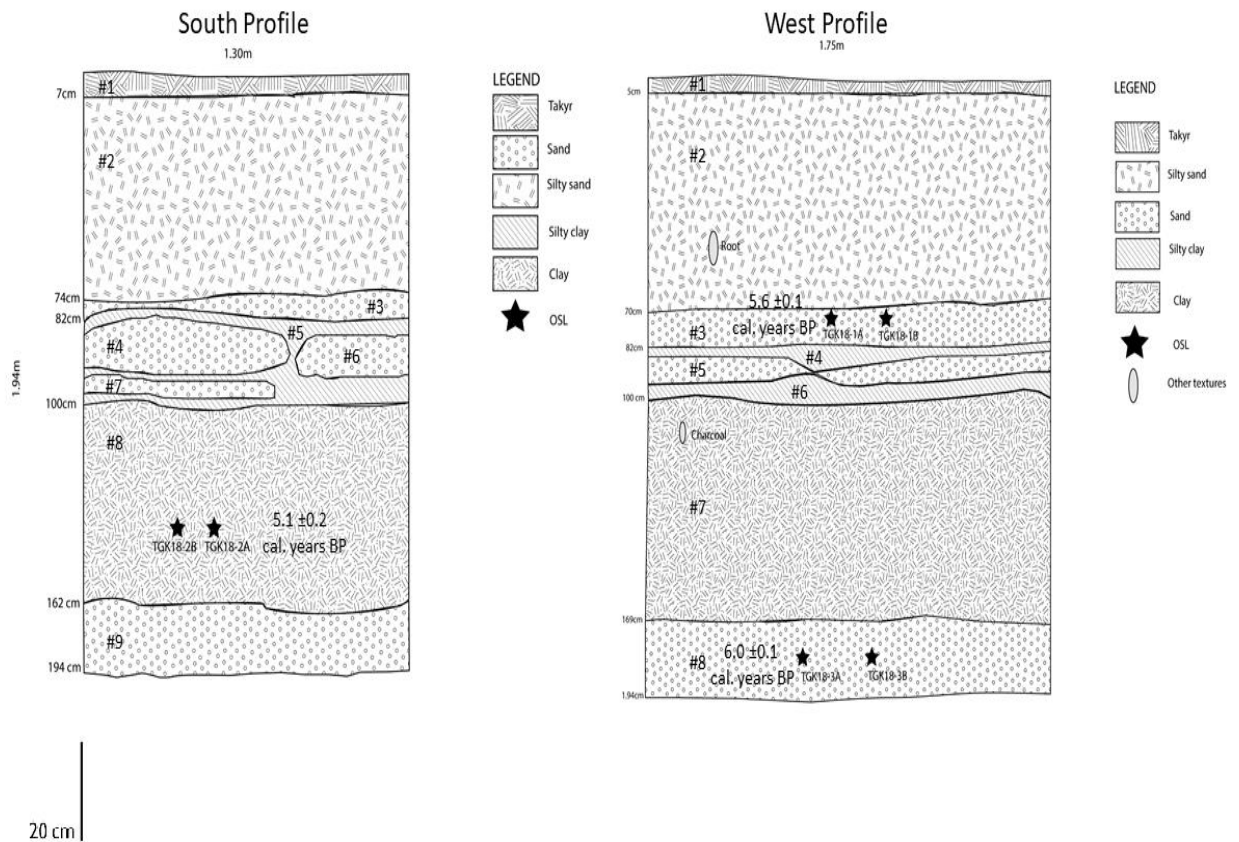 South Profile
1.30m
#1
7cm
#2
74cm
#3
82cm
#5
#4
#6
#7
100cm
#8
1.94m
5.1 ±0.2
cal. years BP
TGK18-2B
TGK18-2A
162 cm
#9
194 cm
20 cm
LEGEND
Takyr
Sand
Silty sand
Silty clay
Clay
OSL
West Profile
1.75m
#1
5cm
#2
Root
5.6 ±0.1
cal. years BP
70cm
#3
TGK18-1A
TGK18-1B
82cm
#4
#5
#6
100 cm
Charcoal
#7
169cm
#8
6.0 ±0.1
cal. years BP
TGK18-3A
TGK18-3B
1.94cm
LEGEND
Takyr
Silty sand
Sand
Silty clay
Clay
OSL
Other textures